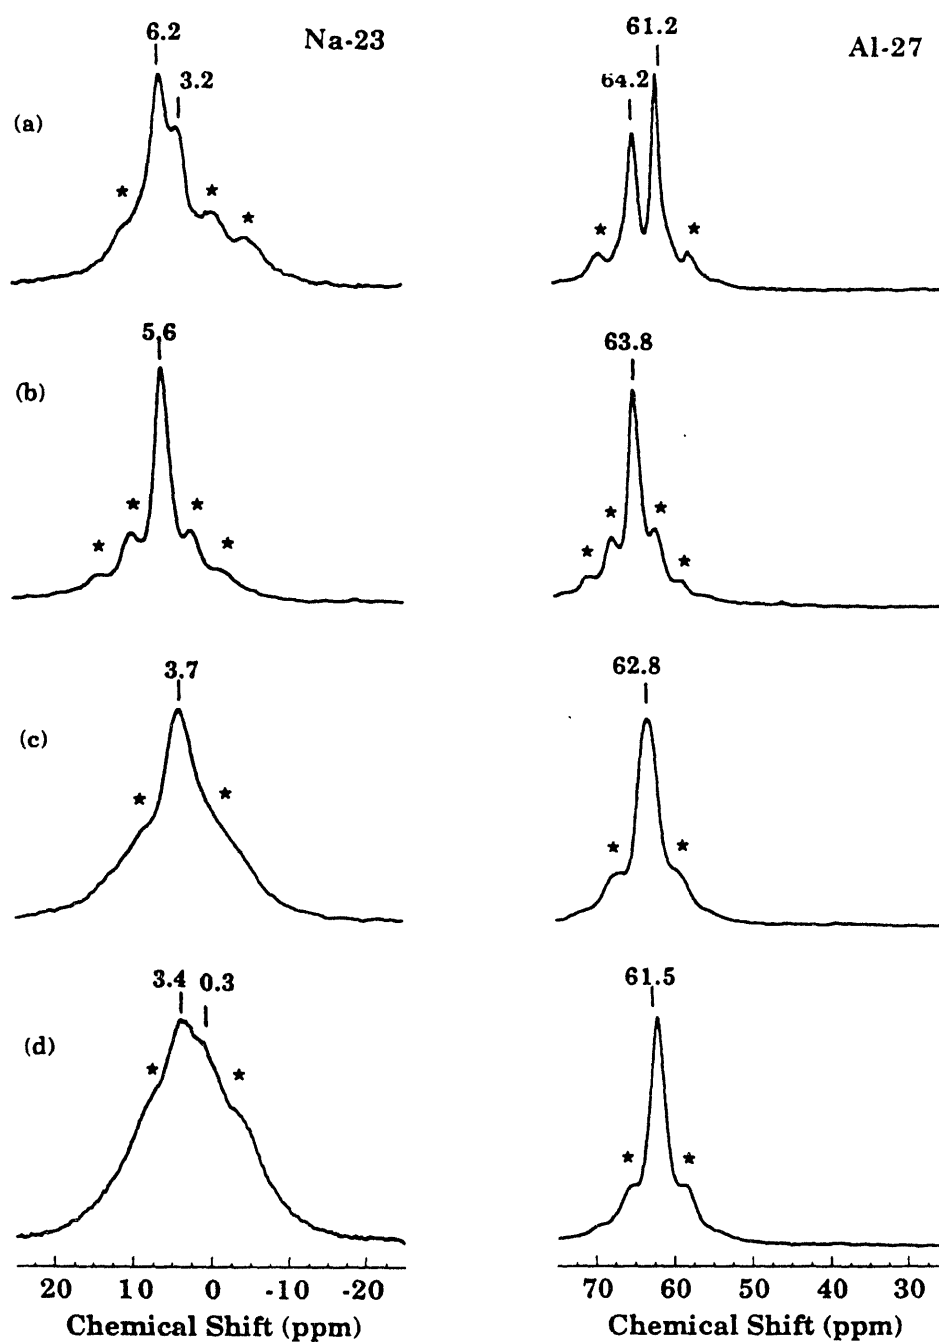 Na-23
6.2
3.2
(a)
* * *
Al-27
61.2
64.2
* *
5.6
(b)
* * * *
63.8
* * * *
3.7
(c)
* *
62.8
* *
3.4 0.3
(d)
* *
61.5
* *
20 10 0 -10 -20
Chemical Shift (ppm)
70 60 50 40 30
Chemical Shift (ppm)